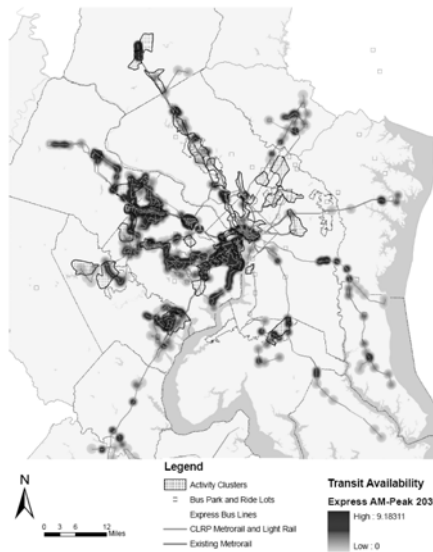 N
0 3 6 12
Miles
Legend
Activity Clusters
Bus Park and Ride Lots
Express Bus Lines
CLRP Metrorail and Light Rail
Existing Metrorail
Transit Availability
Express AM-Peak 203
High : 9.18311
Low : 0